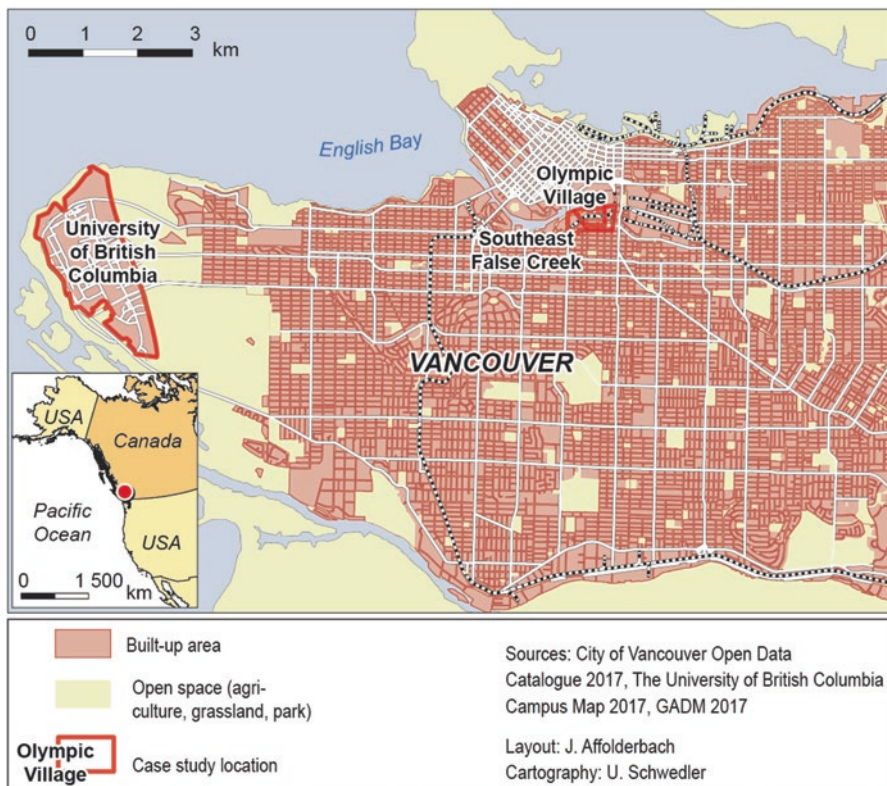 0 1 2 3
km
English Bay
Olympic
Village
University
of British
Columbia
Southeast
False Creek
VANCOUVER
USA
Canada
Pacific
Ocean
USA
0 1 500
km
Built-up area
Open space (agri-
culture, grassland, park)
Olympic
Village
Case study location
Sources: City of Vancouver Open Data
Catalogue 2017, The University of British Columbia
Campus Map 2017, GADM 2017
Layout: J. Affolderbach
Cartography: U. Schwedler